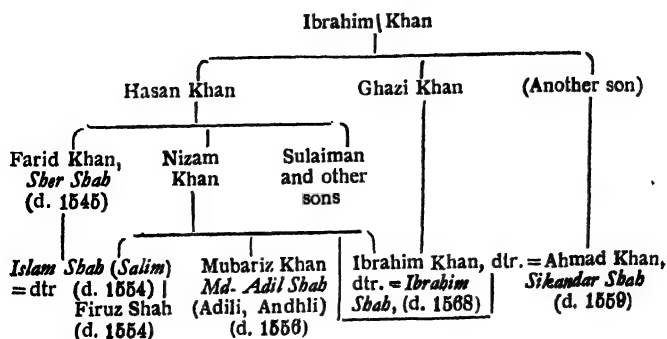 Ibrahim Khan
Hasan Khan Ghazi Khan (Another son)
Farid Khan, Nizam Sulaiman
Sher Shah Khan and other
(d. 1545) sons
Islam Shah (Salim) Mubariz Khan Ibrahim Khan, dtr. = Ahmad Khan,
= dtr (d. 1554) Md. Adil Shah dtr. = Ibrahim Sikandar Shah
Firuz Shah (Adili, Andhli) Shah, (d. 1568) (d. 1559)
(d. 1554) (d. 1556)